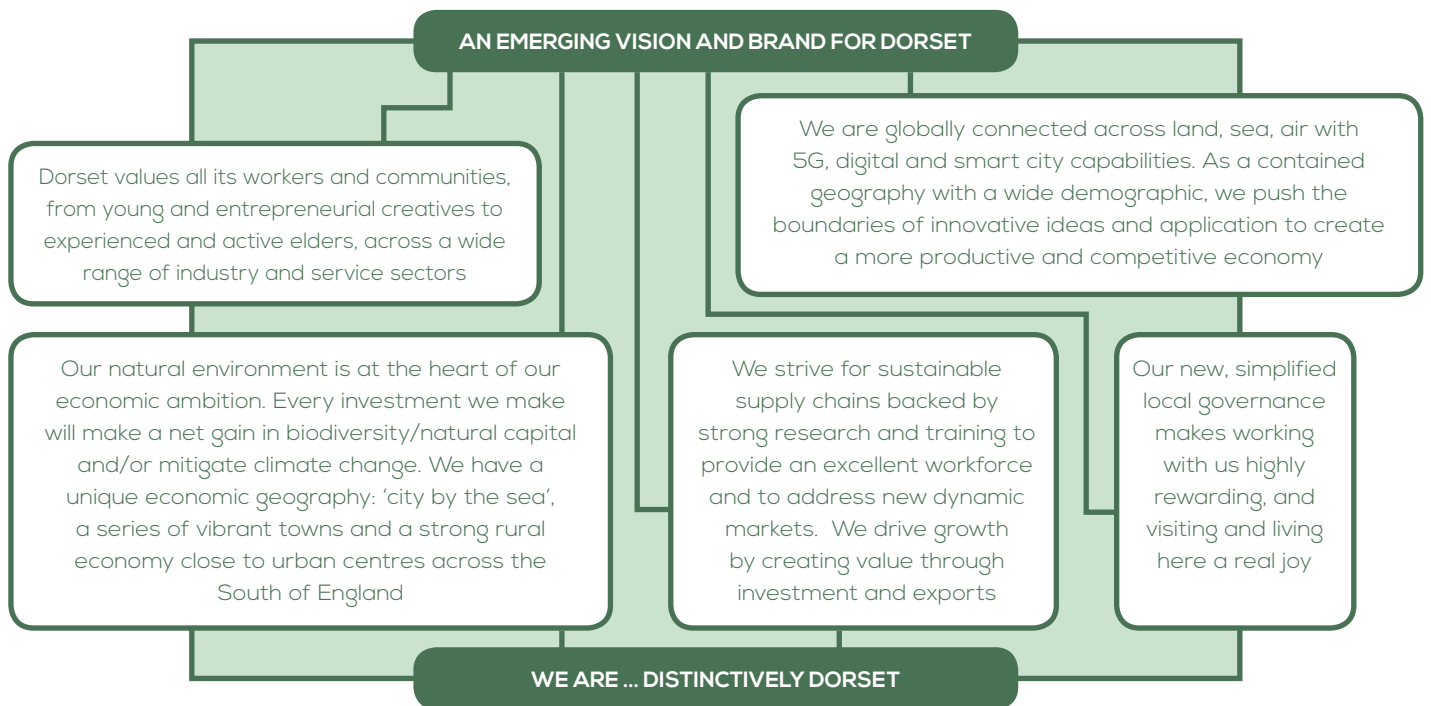 AN EMERGING VISION AND BRAND FOR DORSET
Dorset values all its workers and communities,
from young and entrepreneurial creatives to
experienced and active elders, across a wide
range of industry and service sectors
We are globally connected across land, sea, air with
5G, digital and smart city capabilities. As a contained
geography with a wide demographic, we push the
boundaries of innovative ideas and application to create
a more productive and competitive economy
Our natural environment is at the heart of our
economic ambition. Every investment we make
will make a net gain in biodiversity/natural capital
and/or mitigate climate change. We have a
unique economic geography: ‘city by the sea’,
a series of vibrant towns and a strong rural
economy close to urban centres across the
South of England
We strive for sustainable
supply chains backed by
strong research and training to
provide an excellent workforce
and to address new dynamic
markets.  We drive growth
by creating value through
investment and exports
Our new, simplified
local governance
makes working
with us highly
rewarding, and
visiting and living
here a real joy
WE ARE ... DISTINCTIVELY DORSET